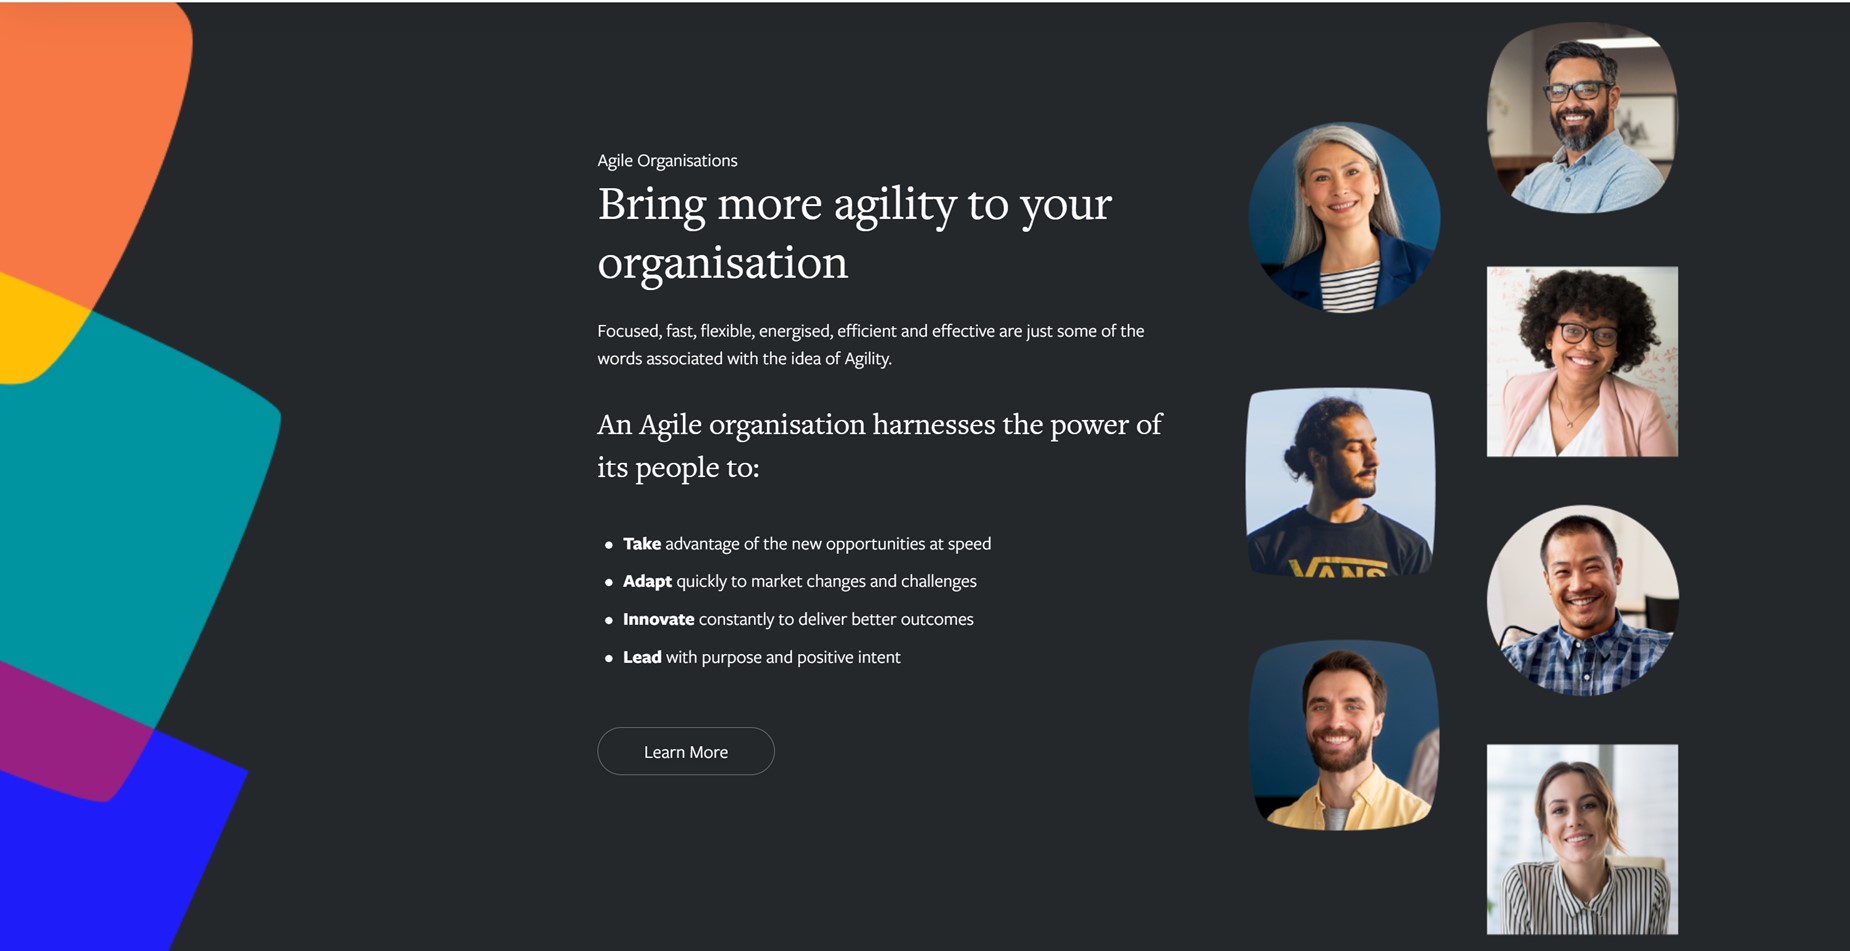 Agile Organisations
Bring more agility to your
organisation
Focused, fast, flexible, energised, efficient and effective are just some of the
words associated with the idea of Agility.
An Agile organisation harnesses the power of
its people to:
• Take advantage of the new opportunities at speed
• Adapt quickly to market changes and challenges
• Innovate constantly to deliver better outcomes
• Lead with purpose and positive intent
Learn More
VANS